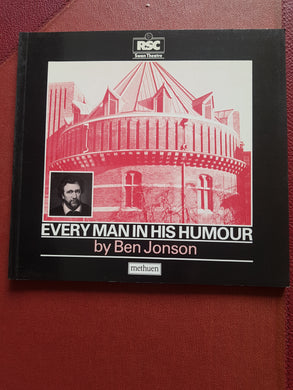 RSC
Swan Theatre
EVERY MAN IN HIS HUMOUR
by Ben Jonson
methuen